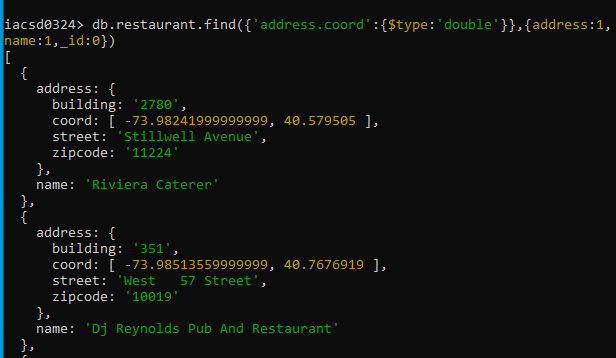 iacsd0324> db.restaurant.find({'address.coord':{$type:'double'}},{address:1,
name:1,_id:0})
[
  {
    address: {
      building: '2780',
      coord: [ -73.98241999999999, 40.579505 ],
      street: 'Stillwell Avenue',
      zipcode: '11224'
    },
    name: 'Riviera Caterer'
  },
  {
    address: {
      building: '351',
      coord: [ -73.98513559999999, 40.7676919 ],
      street: 'West   57 Street',
      zipcode: '10019'
    },
    name: 'Dj Reynolds Pub And Restaurant'
  },